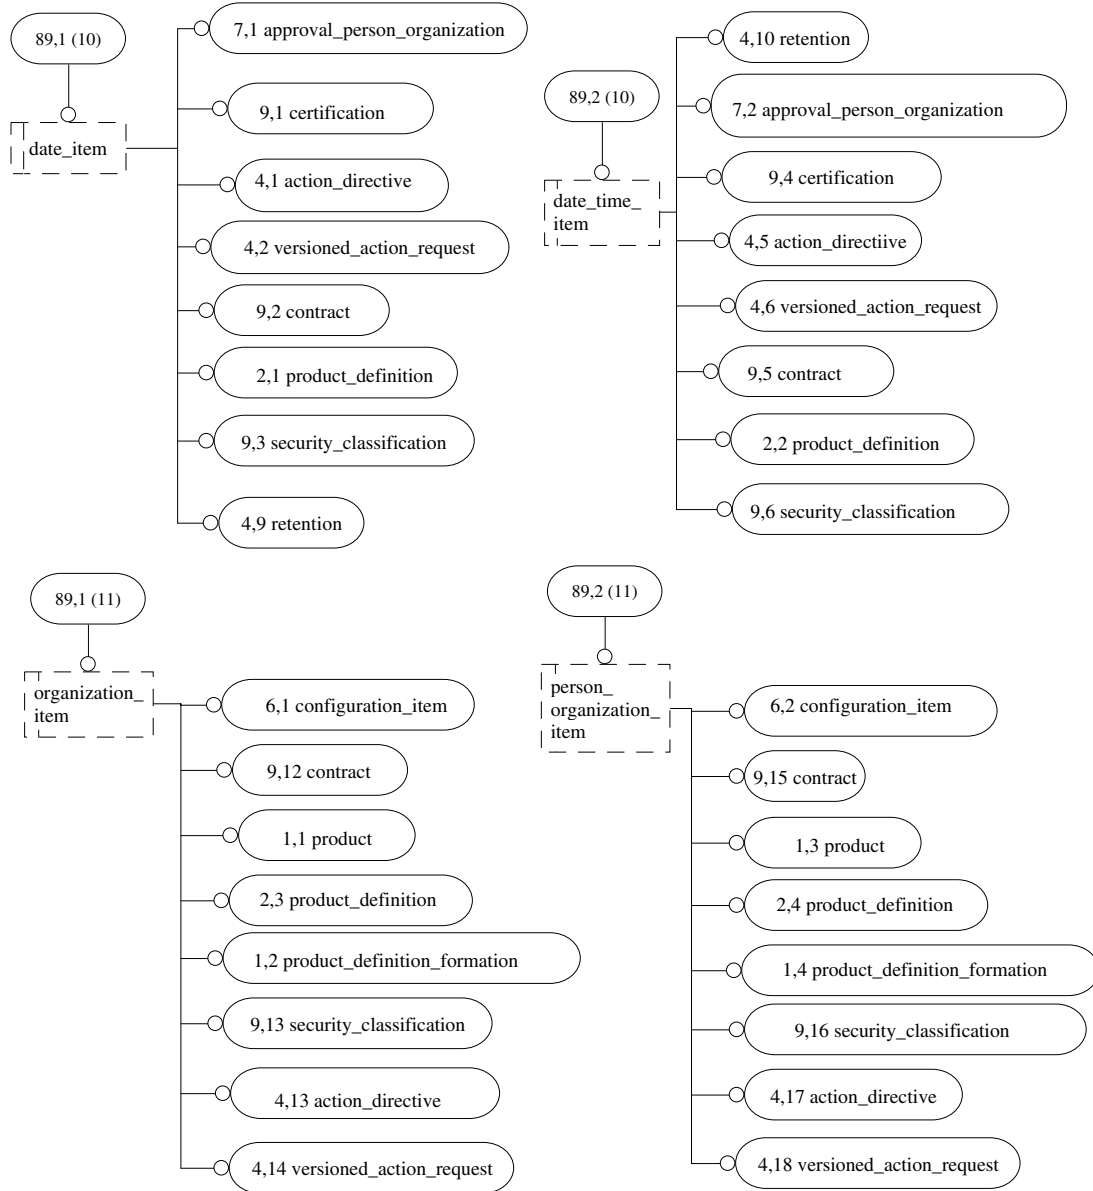 89,1 (10)
date_item
7,1 approval_person_organization
9,1 certification
4,1 action_directive
4,2 versioned_action_request
9,2 contract
2,1 product_definition
9,3 security_classification
4,9 retention
89,2 (10)
date_time_
item
4,10 retention
7,2 approval_person_organization
9,4 certification
4,5 action_directiive
4,6 versioned_action_request
9,5 contract
2,2 product_definition
9,6 security_classification
89,1 (11)
organization_
item
6,1 configuration_item
9,12 contract
1,1 product
2,3 product_definition
1,2 product_definition_formation
9,13 security_classification
4,13 action_directive
4,14 versioned_action_request
89,2 (11)
person_
organization_
item
6,2 configuration_item
9,15 contract
1,3 product
2,4 product_definition
1,4 product_definition_formation
9,16 security_classification
4,17 action_directive
4,18 versioned_action_request